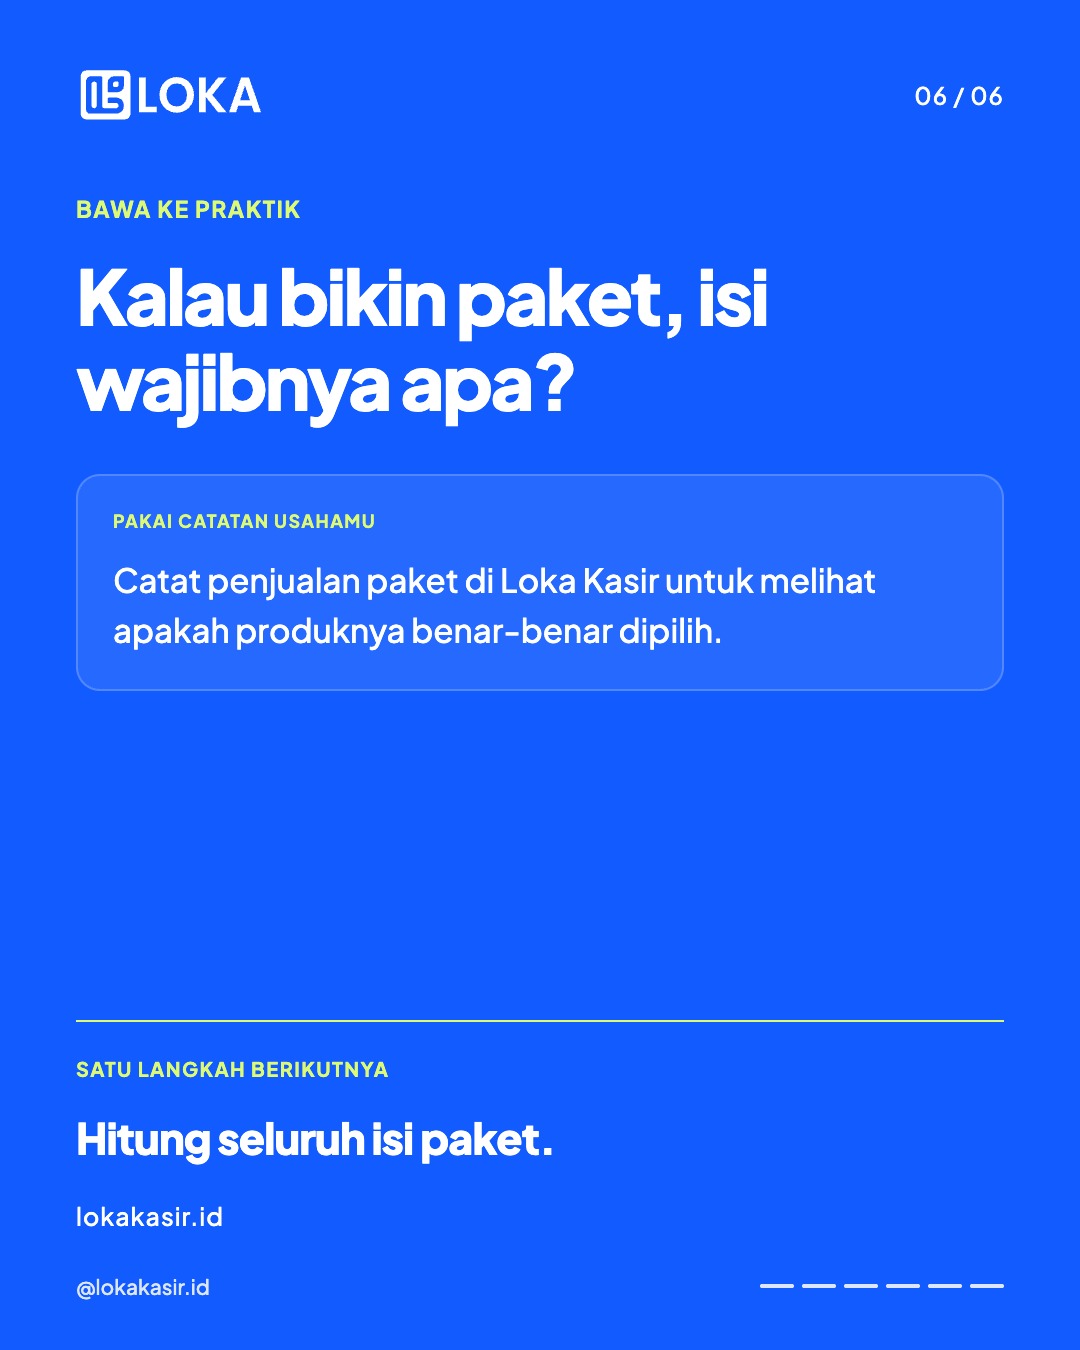 LOKA
06 / 06
BAWA KE PRAKTIK
Kalau bikin paket, isi
wajibnya apa?
PAKAI CATATAN USAHAMU
Catat penjualan paket di Loka Kasir untuk melihat
apakah produknya benar-benar dipilih.
SATU LANGKAH BERIKUTNYA
Hitung seluruh isi paket.
lokakasir.id
@lokakasir.id